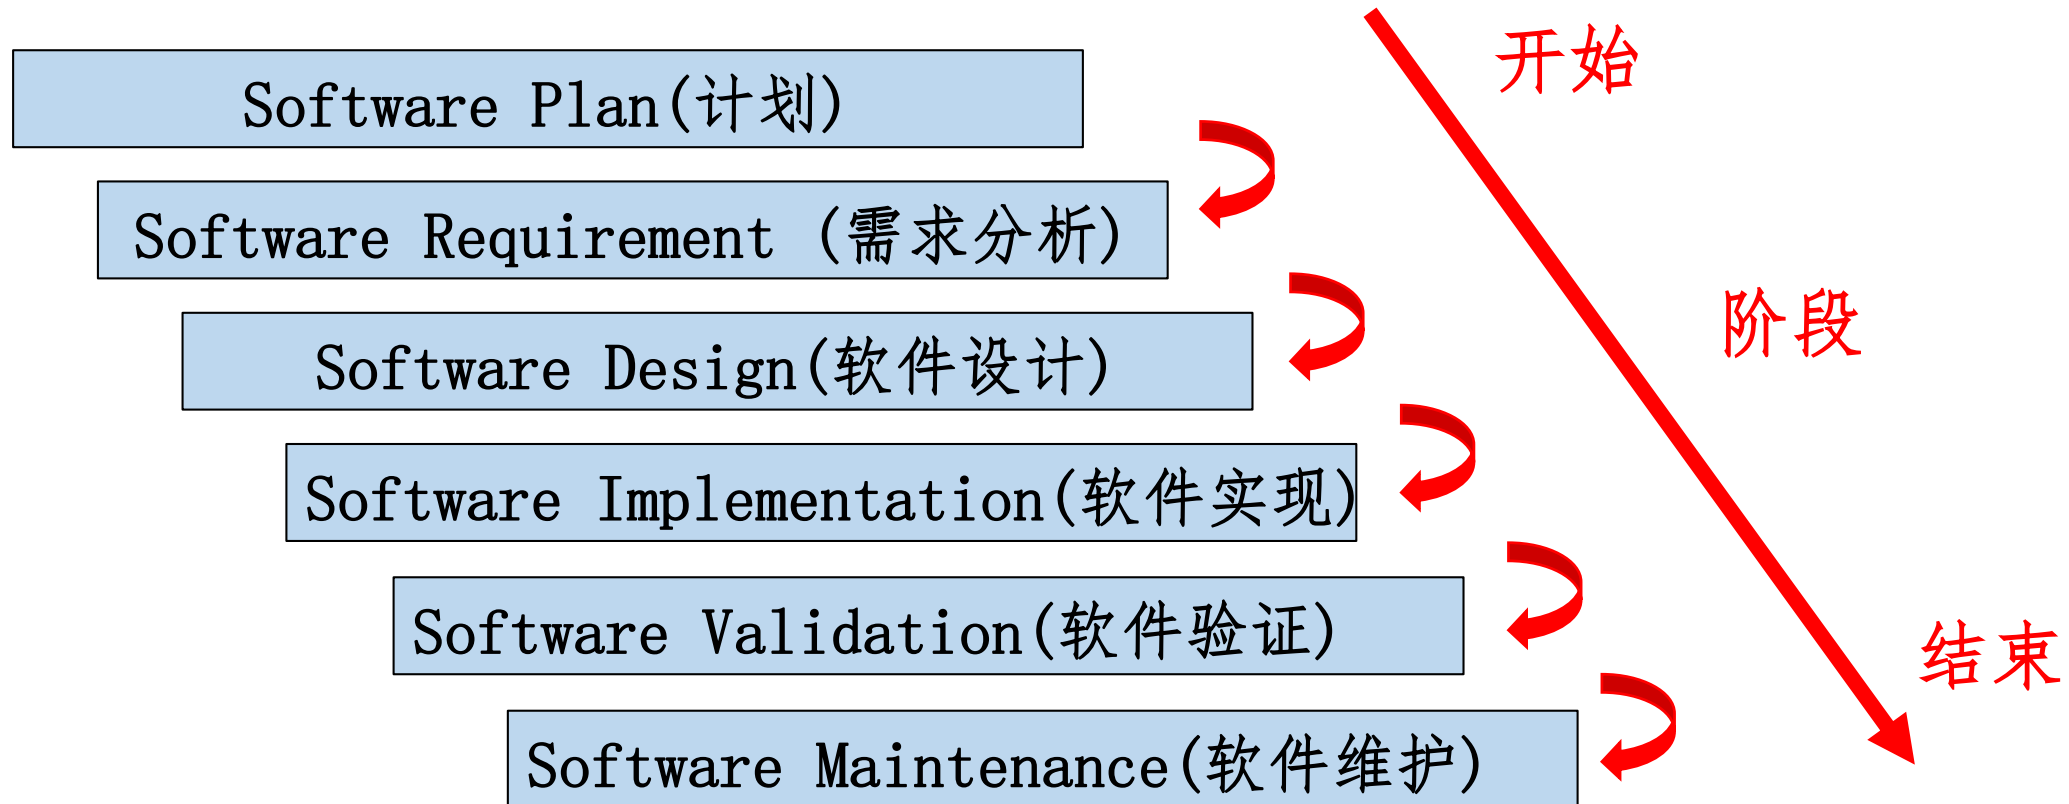 Software Plan(计划)
开始
Software Requirement (需求分析)
阶段
Software Design(软件设计)
Software Implementation(软件实现)
Software Validation(软件验证)
结束
Software Maintenance(软件维护)